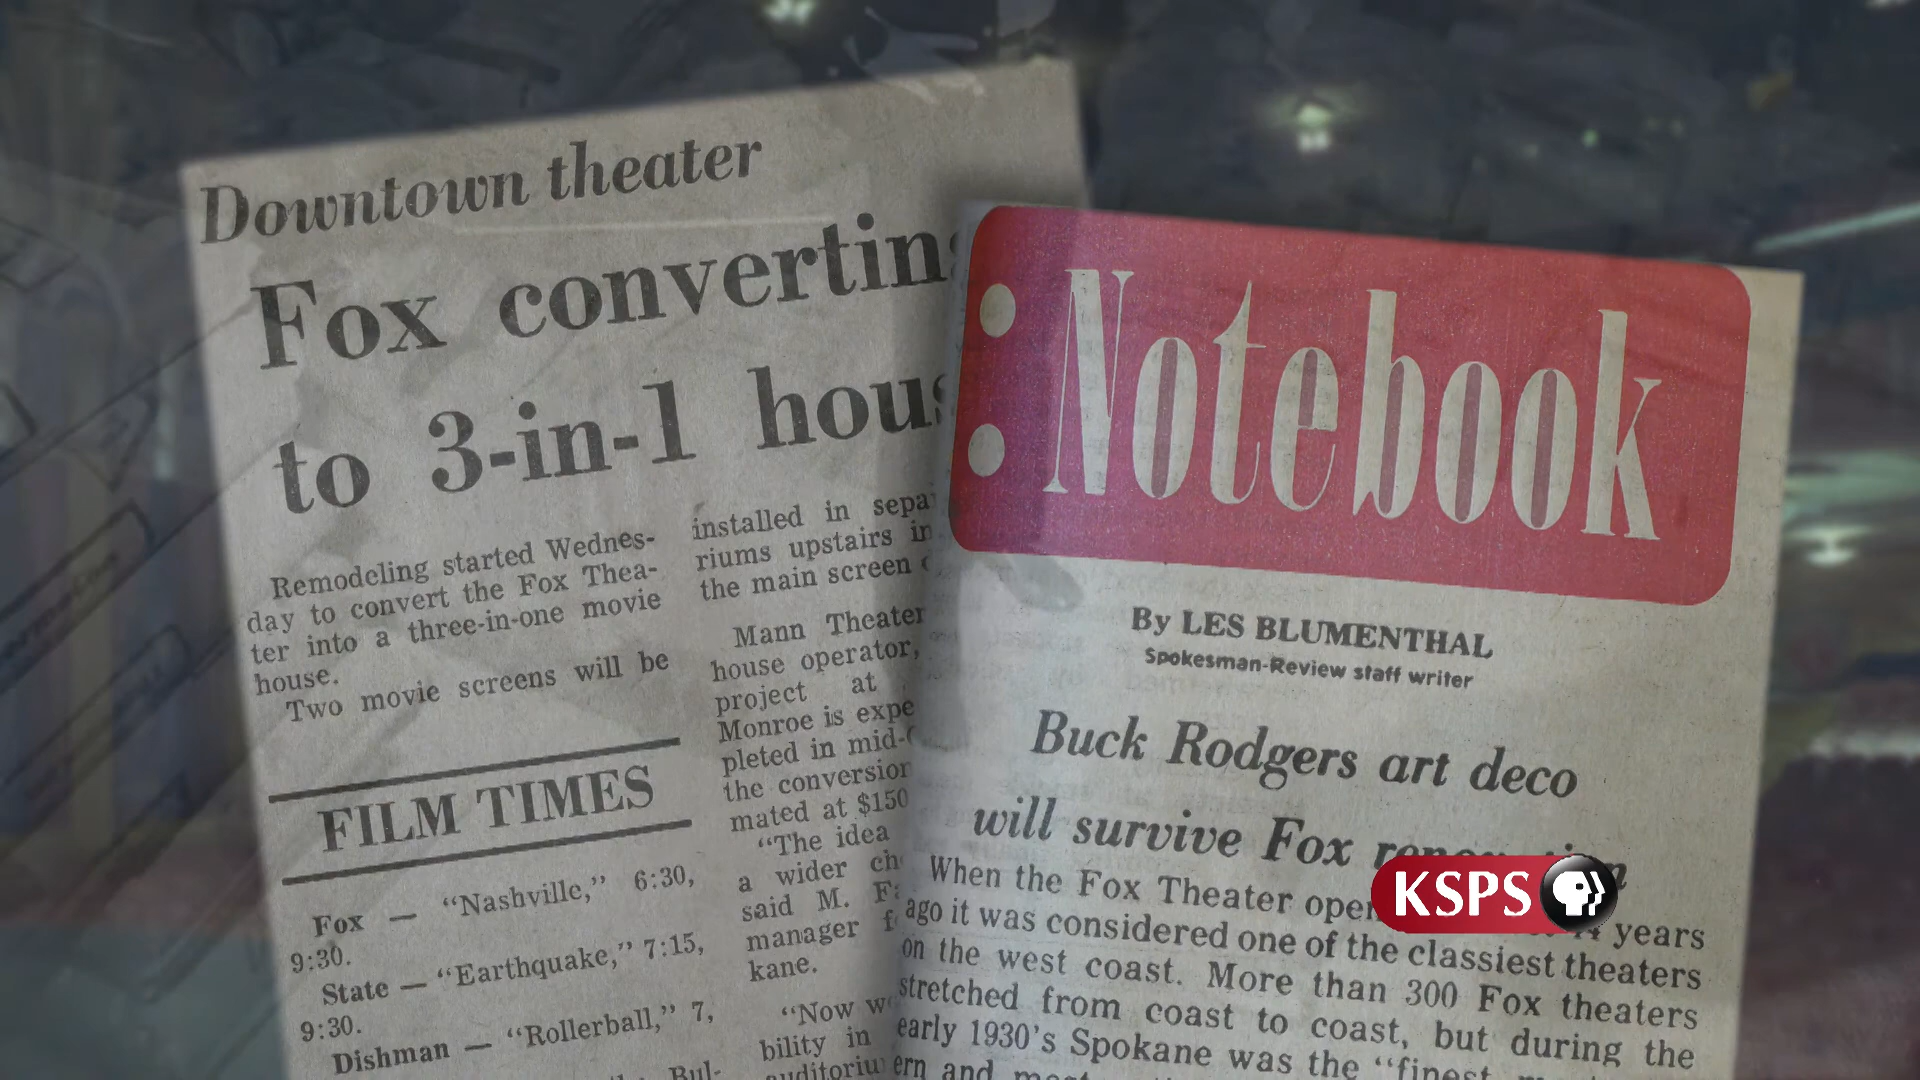 Downtown theater
Fox converting
to 3-in-1 hous
Remodeling started Wednes-
day to convert the Fox Thea-
ter into a three-in-one movie
house.
Two movie screens will be
FILM TIMES
Fox — “Nashville,” 6:30,
9:30.
State — “Earthquake,” 7:15,
9:30.
Dishman — “Rollerball,” 7,
Bul-
installed in sepa
riums upstairs in
the main screen
Mann Theater
house operator,
project at
Monroe is expe
pleted in mid-
the conversion
mated at $150
“The idea
a wider ch
said M. F
manager f
kane.
“Now w
bility in
auditoriu
: Notebook
By LES BLUMENTHAL
Spokesman-Review staff writer
Buck Rodgers art deco
will survive Fox
When the Fox Theater open years
ago it was considered one of the classiest theaters
on the west coast. More than 300 Fox theaters
stretched from coast to coast, but during the
early 1930’s Spokane was the “finest,
ern and
KSPS